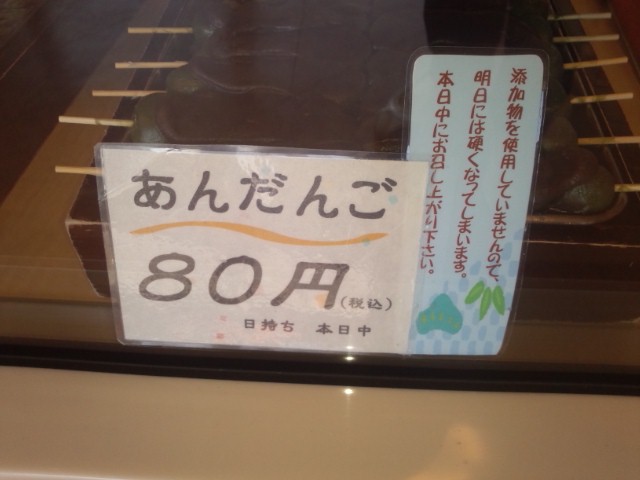 あんだんご
80円(税込)
日持ち 本日中
添加物を使用していませんので、
明日には硬くなってしまいます。
本日中にお召し上がり下さい。